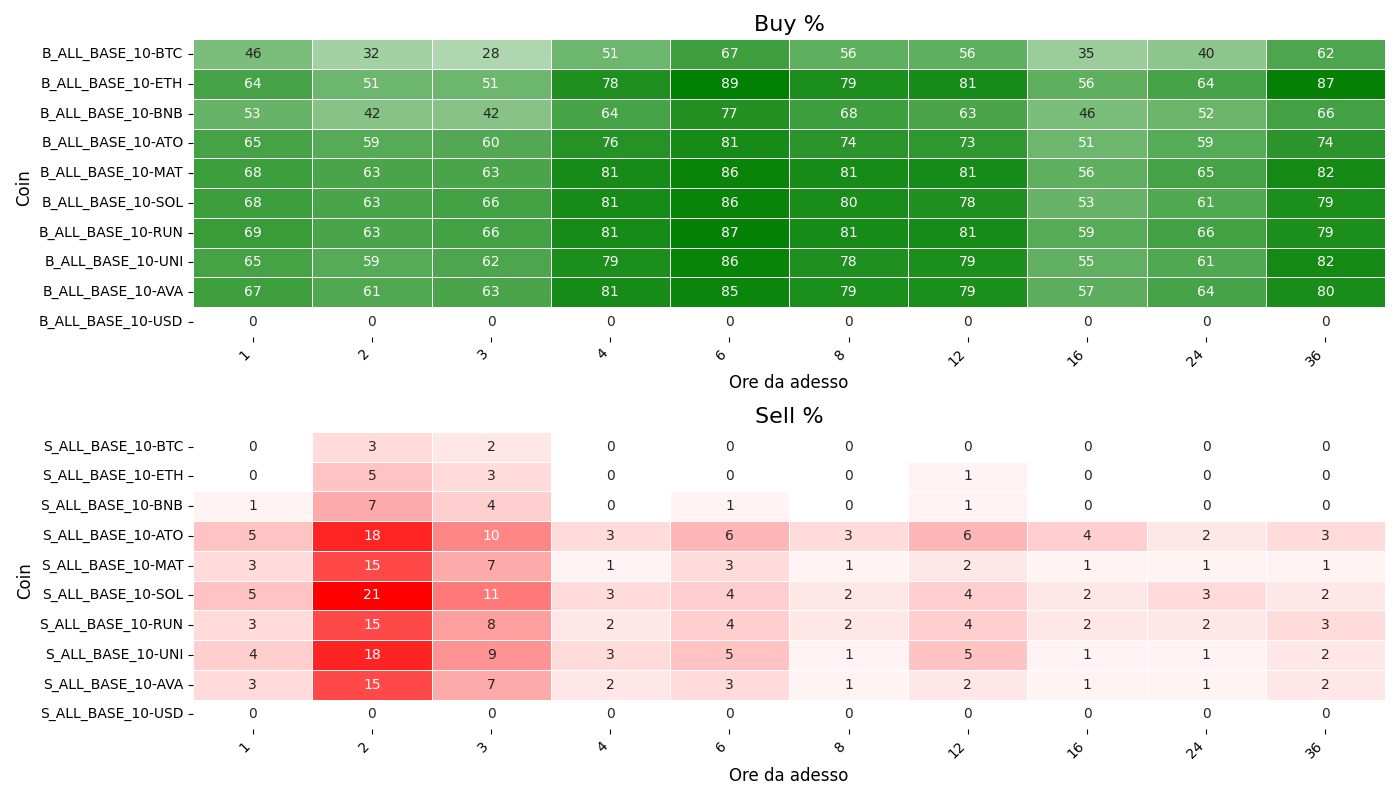 Buy %
Coin
B_ALL_BASE_10-BTC 46 32 28 51 67 56 56 35 40 62
B_ALL_BASE_10-ETH 64 51 51 78 89 79 81 56 64 87
B_ALL_BASE_10-BNB 53 42 42 64 77 68 63 46 52 66
B_ALL_BASE_10-ATO 65 59 60 76 81 74 73 51 59 74
B_ALL_BASE_10-MAT 68 63 63 81 86 81 81 56 65 82
B_ALL_BASE_10-SOL 68 63 66 81 86 80 78 53 61 79
B_ALL_BASE_10-RUN 69 63 66 81 87 81 81 59 66 79
B_ALL_BASE_10-UNI 65 59 62 79 86 78 79 55 61 82
B_ALL_BASE_10-AVA 67 61 63 81 85 79 79 57 64 80
B_ALL_BASE_10-USD 0 0 0 0 0 0 0 0 0 0
1 2 3 4 6 8 12 16 24 36
Ore da adesso
Sell %
Coin
S_ALL_BASE_10-BTC 0 3 2 0 0 0 0 0 0 0
S_ALL_BASE_10-ETH 0 5 3 0 0 0 1 0 0 0
S_ALL_BASE_10-BNB 1 7 4 0 1 0 1 0 0 0
S_ALL_BASE_10-ATO 5 18 10 3 6 3 6 4 2 3
S_ALL_BASE_10-MAT 3 15 7 1 3 1 2 1 1 1
S_ALL_BASE_10-SOL 5 21 11 3 4 2 4 2 3 2
S_ALL_BASE_10-RUN 3 15 8 2 4 2 4 2 2 3
S_ALL_BASE_10-UNI 4 18 9 3 5 1 5 1 1 2
S_ALL_BASE_10-AVA 3 15 7 2 3 1 2 1 1 2
S_ALL_BASE_10-USD 0 0 0 0 0 0 0 0 0 0
1 2 3 4 6 8 12 16 24 36
Ore da adesso